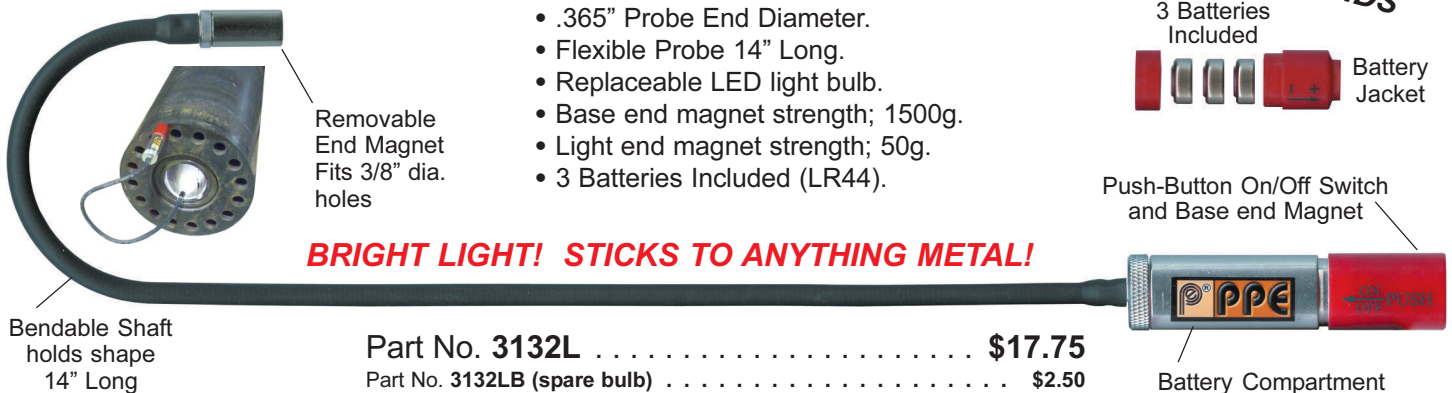 • .365” Probe End Diameter.
• Flexible Probe 14” Long.
• Replaceable LED light bulb.
• Base end magnet strength; 1500g.
• Light end magnet strength; 50g.
• 3 Batteries Included (LR44).
3 Batteries
Included
Battery
Jacket
- +
Removable
End Magnet
Fits 3/8” dia.
holes
Push-Button On/Off Switch
and Base end Magnet
BRIGHT LIGHT! STICKS TO ANYTHING METAL!
P® PPE
ON
OFF
PUSH
Bendable Shaft
holds shape
14” Long
Part No. 3132L . . . . . . . . . . . . . . . . . . . . . . $17.75
Part No. 3132LB (spare bulb) . . . . . . . . . . . . . . . . . . . . . $2.50
Battery Compartment